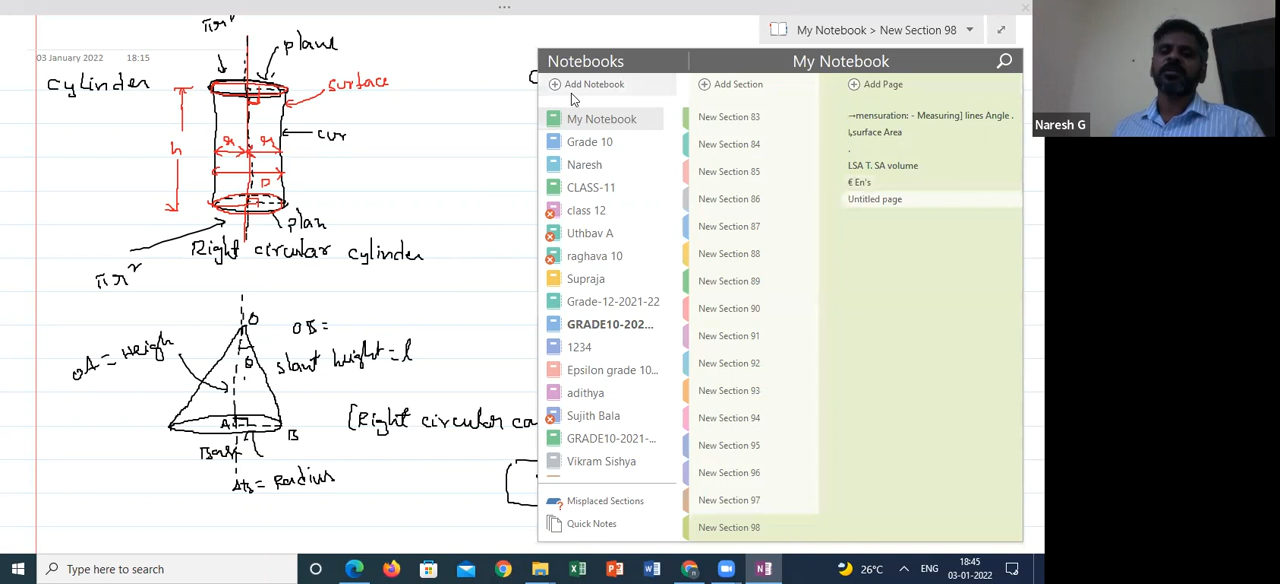 My Notebook > New Section 98
πr²
plane
03 January 2022 18:15
cylinder
surface
h
cur
r r
D
plan
Right circular cylinder
πr²
O
OB =
θ
OA = Heigh
slant height = l
A
B
[Right circular co
Base
AB = Radius
Notebooks
My Notebook
Add Notebook
Add Section
Add Page
My Notebook
Grade 10
Naresh
CLASS-11
class 12
Uthbav A
raghava 10
Supraja
Grade-12-2021-22
GRADE10-202...
1234
Epsilon grade 10...
adithya
Sujith Bala
GRADE10-2021-...
Vikram Sishya
Misplaced Sections
Quick Notes
New Section 83
New Section 84
New Section 85
New Section 86
New Section 87
New Section 88
New Section 89
New Section 90
New Section 91
New Section 92
New Section 93
New Section 94
New Section 95
New Section 96
New Section 97
New Section 98
→mensuration: - Measuring] lines Angle .
surface Area
.
LSA T. SA volume
€ En's
Untitled page
Naresh G
Type here to search
26°C
ENG
18:45
03-01-2022